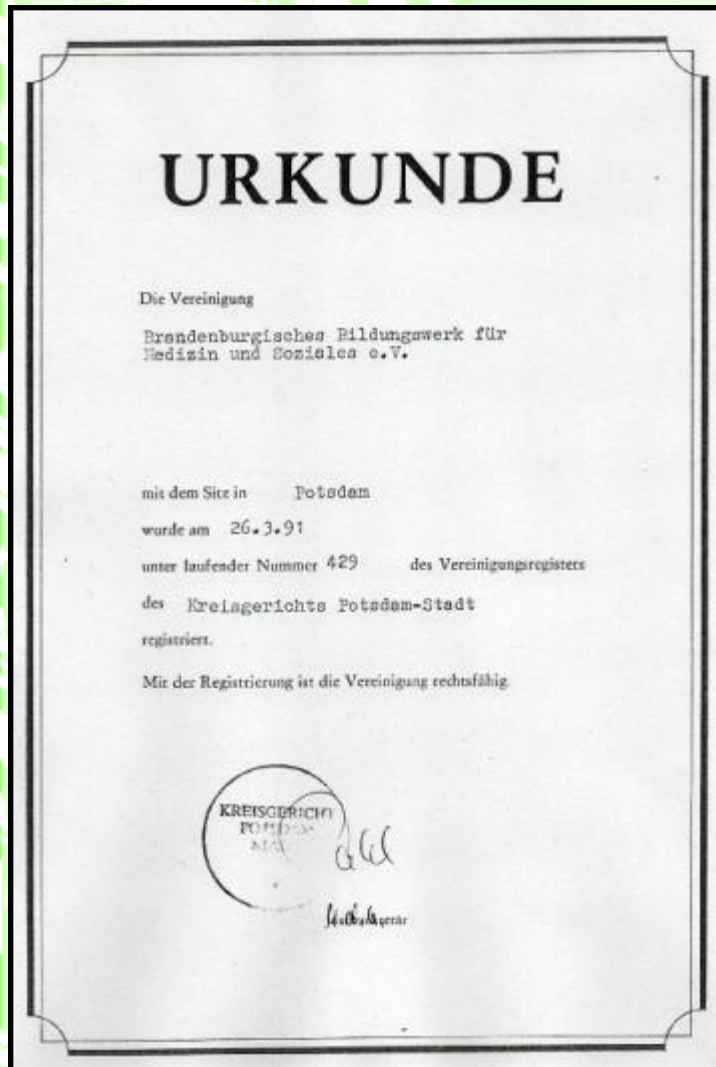 URKUNDE
Die Vereinigung
Brandenburgisches Bildungswerk für
Medizin und Soziales e.V.
mit dem Sitz in Potsdam
wurde am 26.3.91
unter laufender Nummer 429 des Vereinigungsregisters
des Kreisgerichts Potsdam-Stadt
registriert.
Mit der Registrierung ist die Vereinigung rechtsfähig.
KREISGERICHT